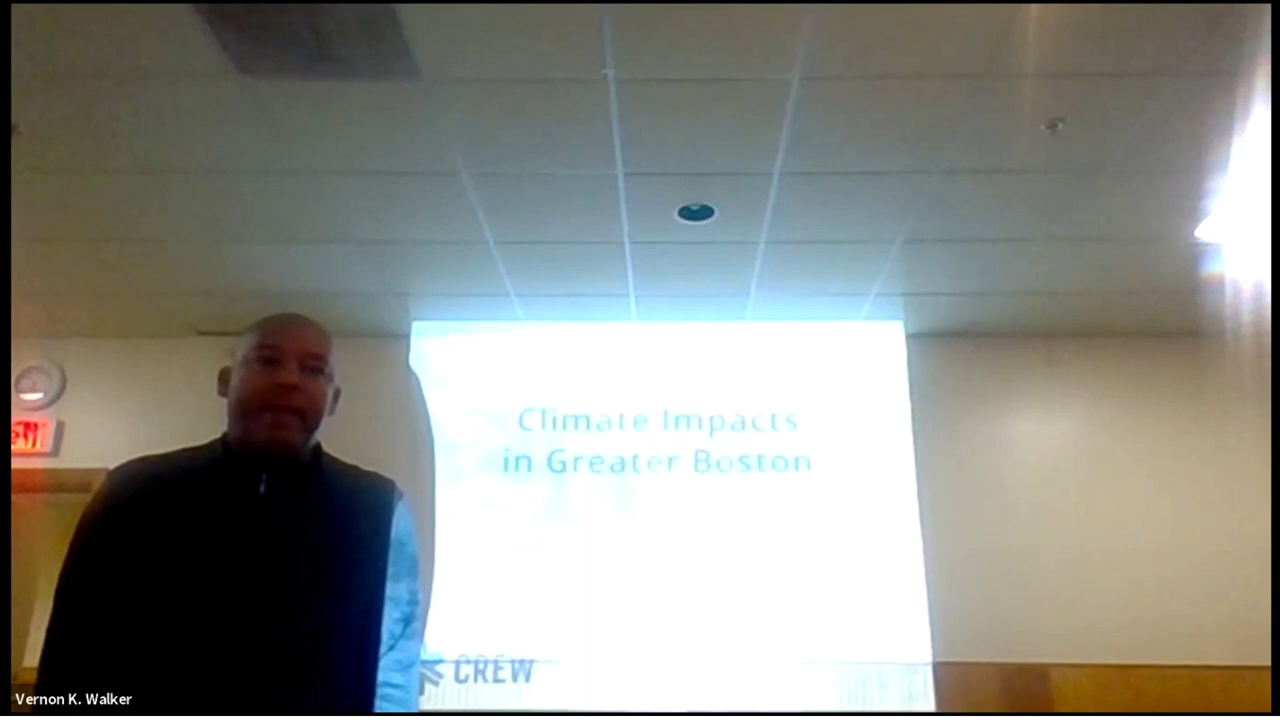 EXIT
Climate Impacts
in Greater Boston
CREW
Vernon K. Walker